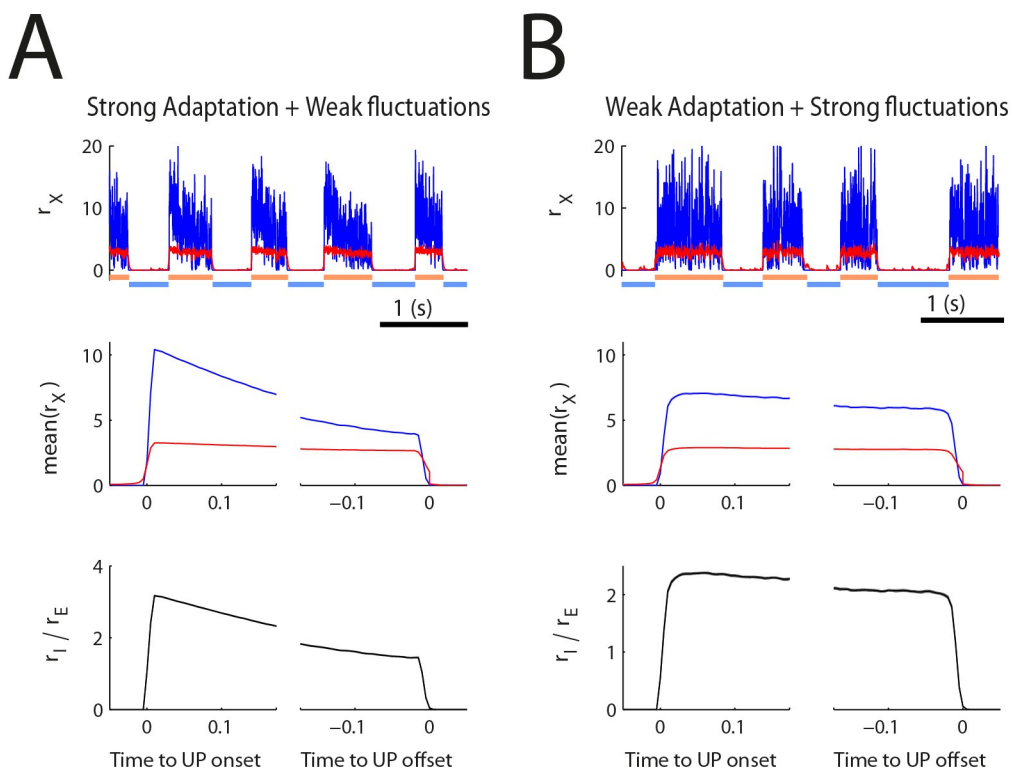 A
B
Strong Adaptation + Weak fluctuations
Weak Adaptation + Strong fluctuations
20
10
0
r X
1 (s)
20
10
0
r X
1 (s)
10
5
0
mean(r X)
0
0.1
−0.1
0
10
5
0
mean(r X)
0
0.1
−0.1
0
4
2
0
r I / r E
0
0.1
−0.1
0
Time to UP onset
Time to UP offset
2
1
0
r I / r E
0
0.1
−0.1
0
Time to UP onset
Time to UP offset